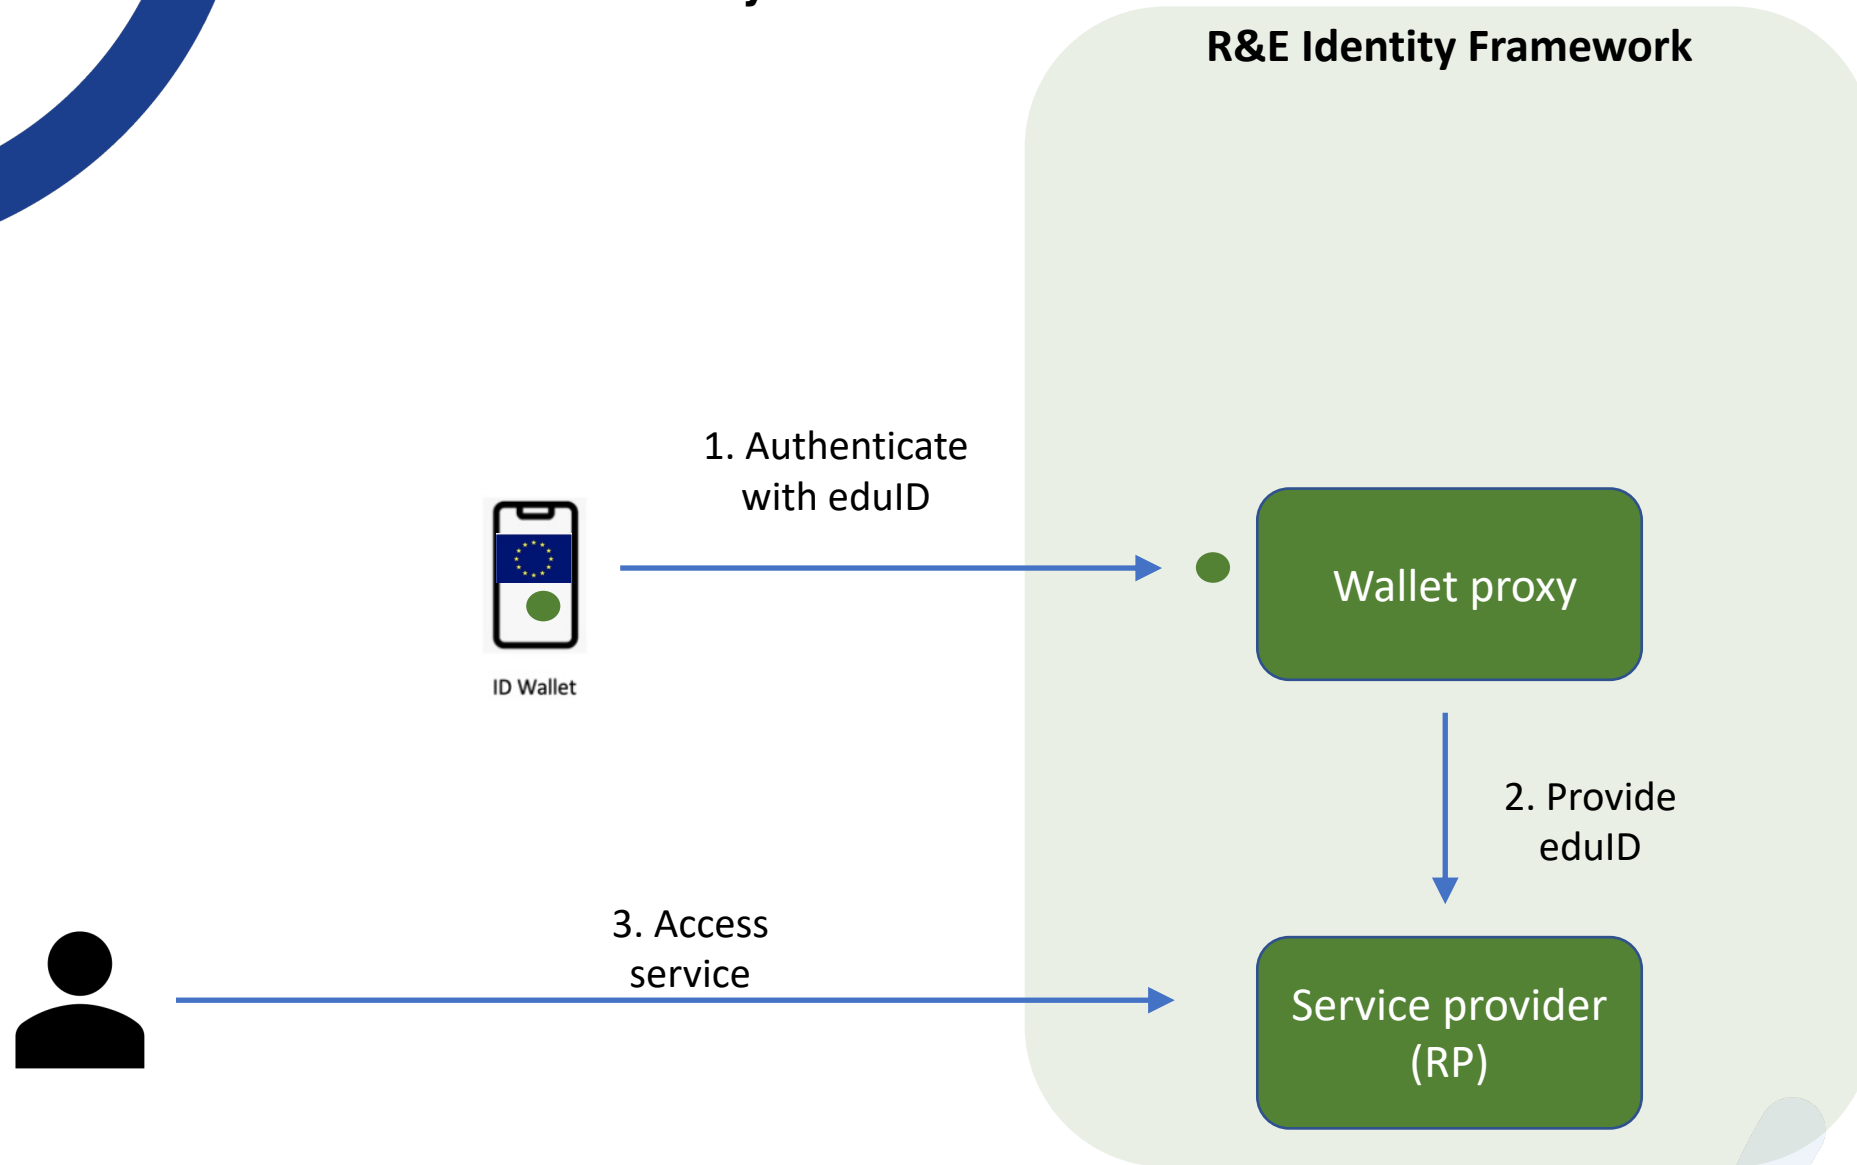 R&E Identity Framework
1. Authenticate
with eduID
Wallet proxy
ID Wallet
2. Provide
eduID
3. Access
service
Service provider
(RP)